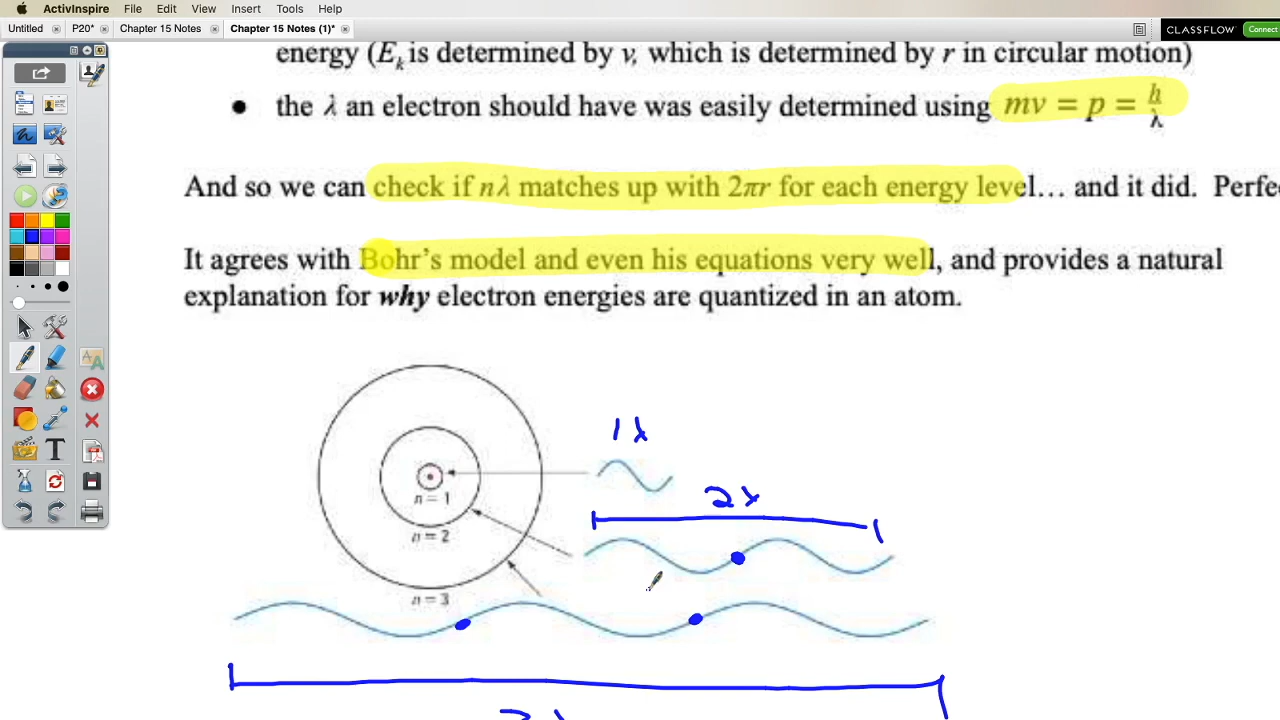 ActivInspire File Edit View Insert Tools Help
Untitled P20* Chapter 15 Notes Chapter 15 Notes (1)* CLASSFLOW Connect
energy (Eₖ is determined by v, which is determined by r in circular motion)
● the λ an electron should have was easily determined using mv = p = h/λ
And so we can check if nλ matches up with 2πr for each energy level… and it did.
It agrees with Bohr's model and even his equations very well, and provides a natural
explanation for why electron energies are quantized in an atom.
1λ
n = 1
2λ
n = 2
n = 3